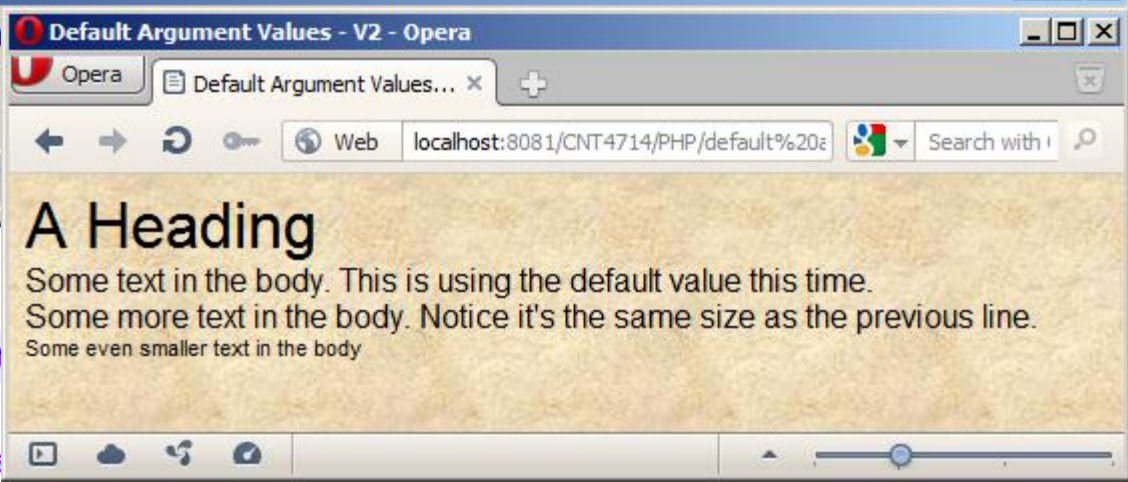 Default Argument Values - V2 - Opera
Opera
Default Argument Values...
Web
localhost:8081/CNT4714/PHP/default%20a
Search with
A Heading
Some text in the body. This is using the default value this time.
Some more text in the body. Notice it's the same size as the previous line.
Some even smaller text in the body